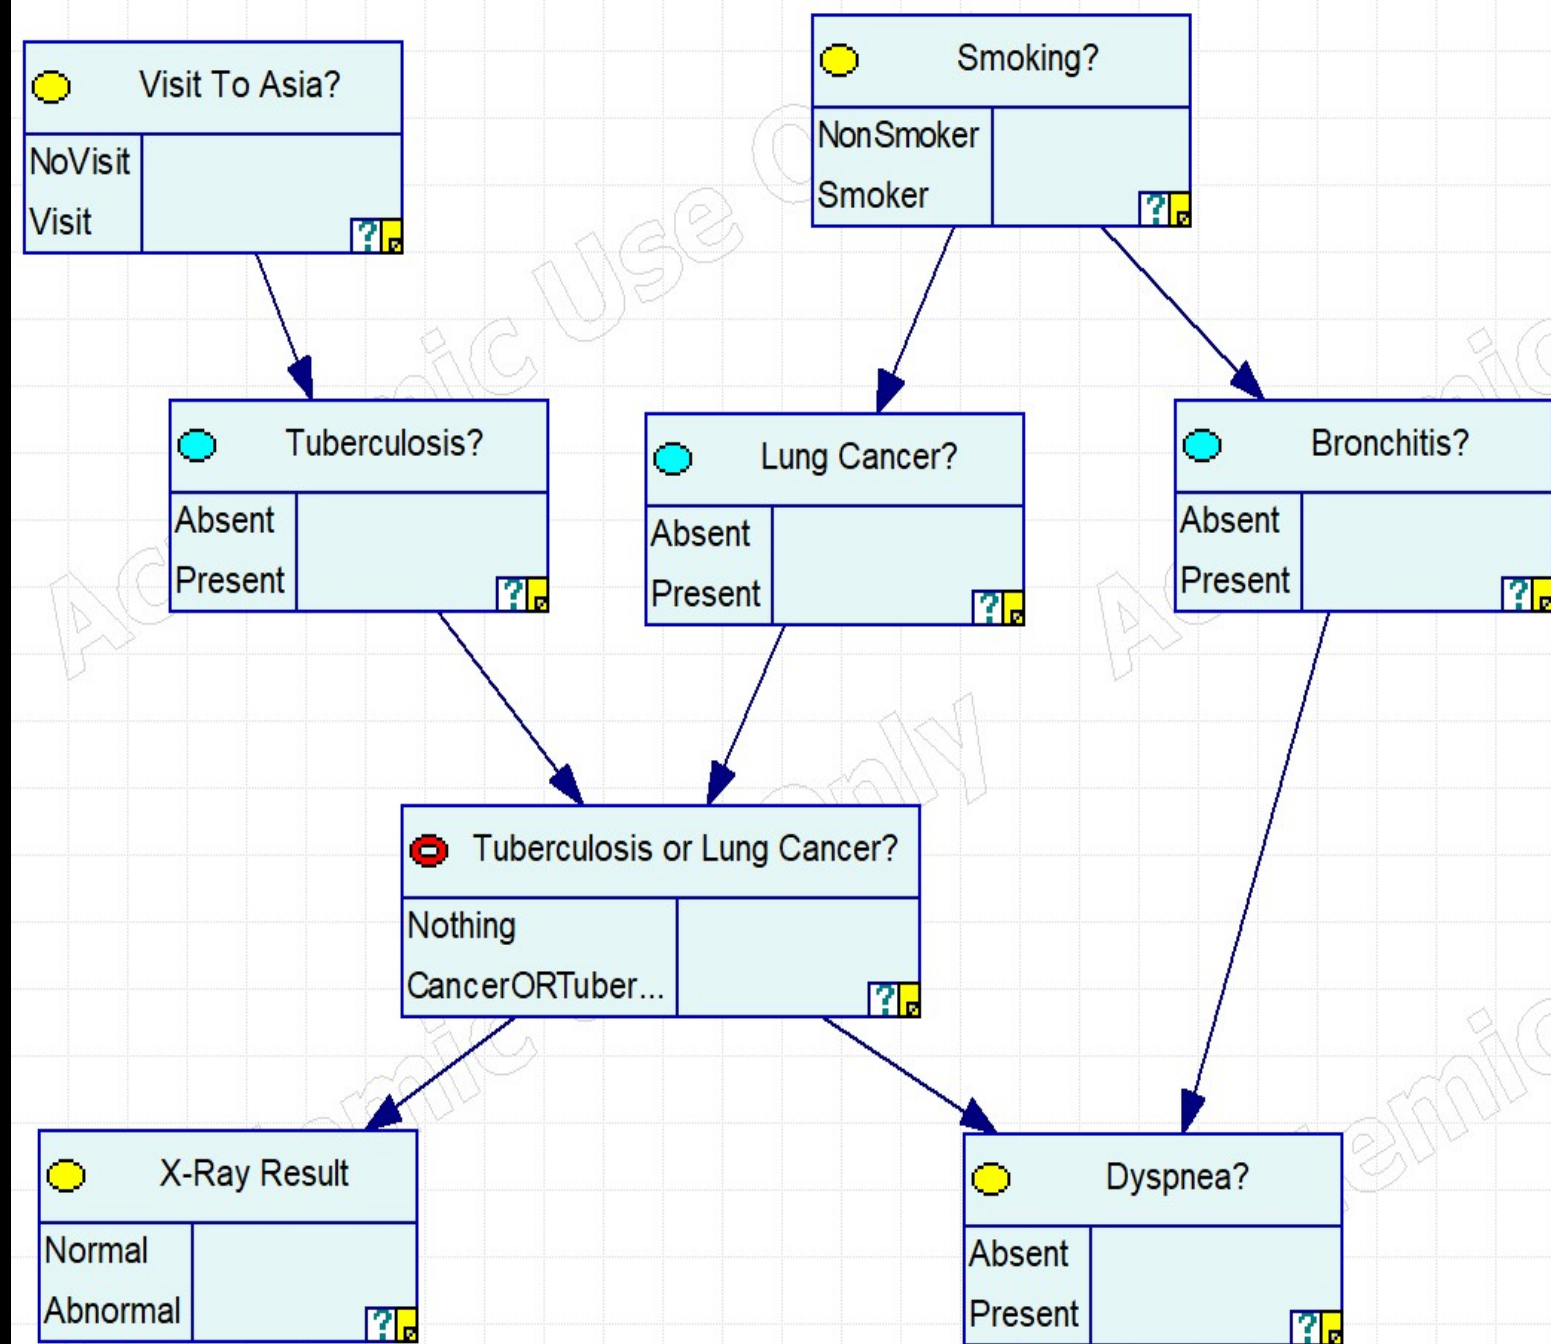 Visit To Asia?
NoVisit
Visit
?
Smoking?
NonSmoker
Smoker
?
Tuberculosis?
Absent
Present
?
Lung Cancer?
Absent
Present
?
Bronchitis?
Absent
Present
?
Tuberculosis or Lung Cancer?
Nothing
CancerORTuber...
?
X-Ray Result
Normal
Abnormal
?
Dyspnea?
Absent
Present
?